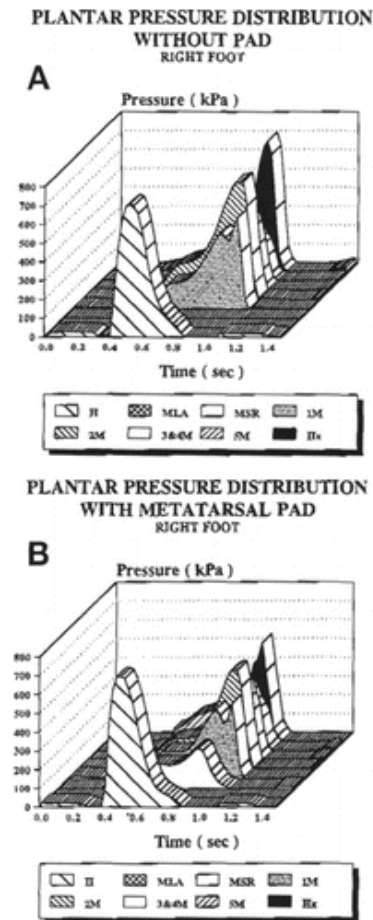 PLANTAR PRESSURE DISTRIBUTION
WITHOUT PAD
RIGHT FOOT
A
Pressure ( kPa )
800
700
600
500
400
300
200
100
0
0.0 0.2 0.4 0.6 0.8 1.0 1.2 1.4
Time ( sec )
H MLA MSR 1M
2M 3&4M 5M Hx
PLANTAR PRESSURE DISTRIBUTION
WITH METATARSAL PAD
RIGHT FOOT
B
Pressure ( kPa )
800
700
600
500
400
300
200
100
0
0.0 0.2 0.4 0.6 0.8 1.0 1.2 1.4
Time ( sec )
H MLA MSR 1M
2M 3&4M 5M Hx